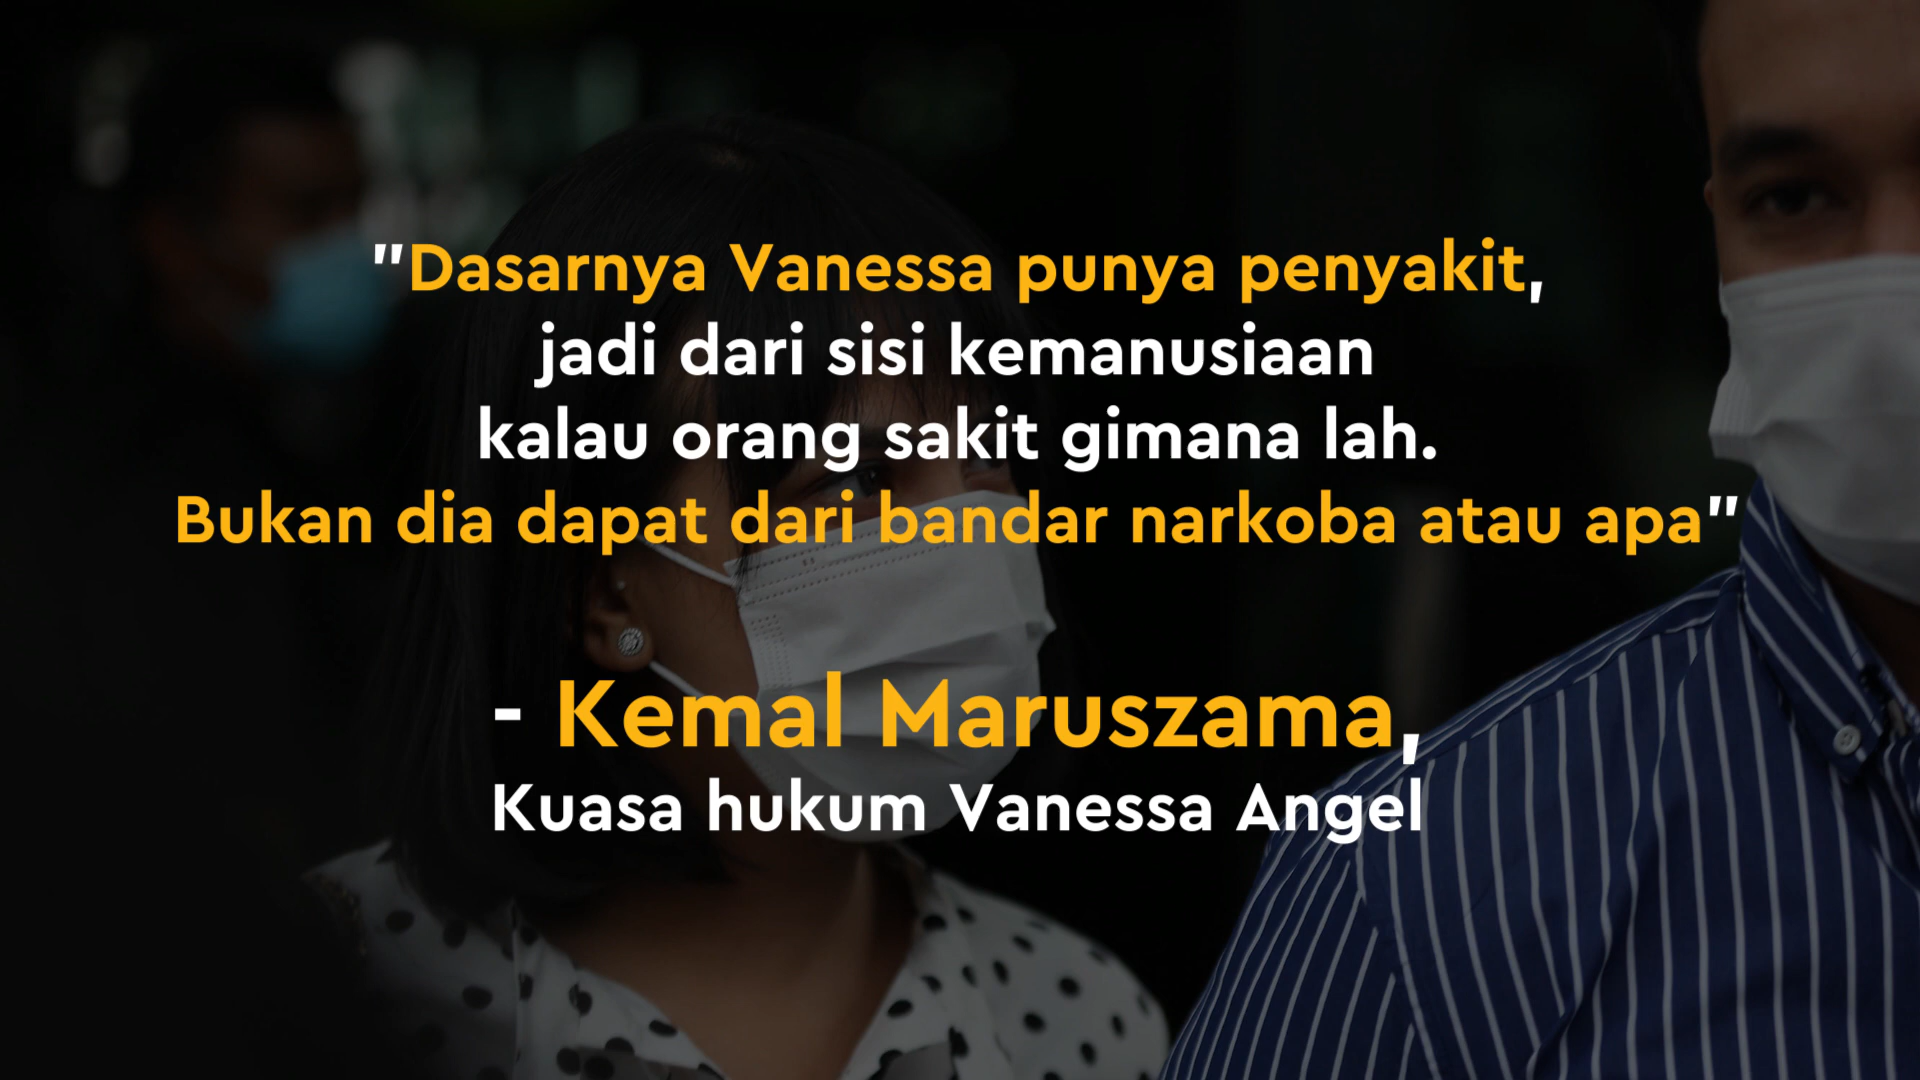 "Dasarnya Vanessa punya penyakit,
jadi dari sisi kemanusiaan
kalau orang sakit gimana lah.
Bukan dia dapat dari bandar narkoba atau apa"
- Kemal Maruszama,
Kuasa hukum Vanessa Angel